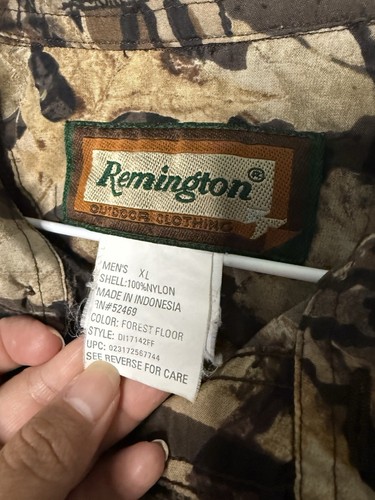 Remington®
OUTDOOR CLOTHING
MEN'S XL
SHELL:100%NYLON
MADE IN INDONESIA
RN#52469
COLOR: FOREST FLOOR
STYLE: DI17142FF
UPC: 023172567744
SEE REVERSE FOR CARE